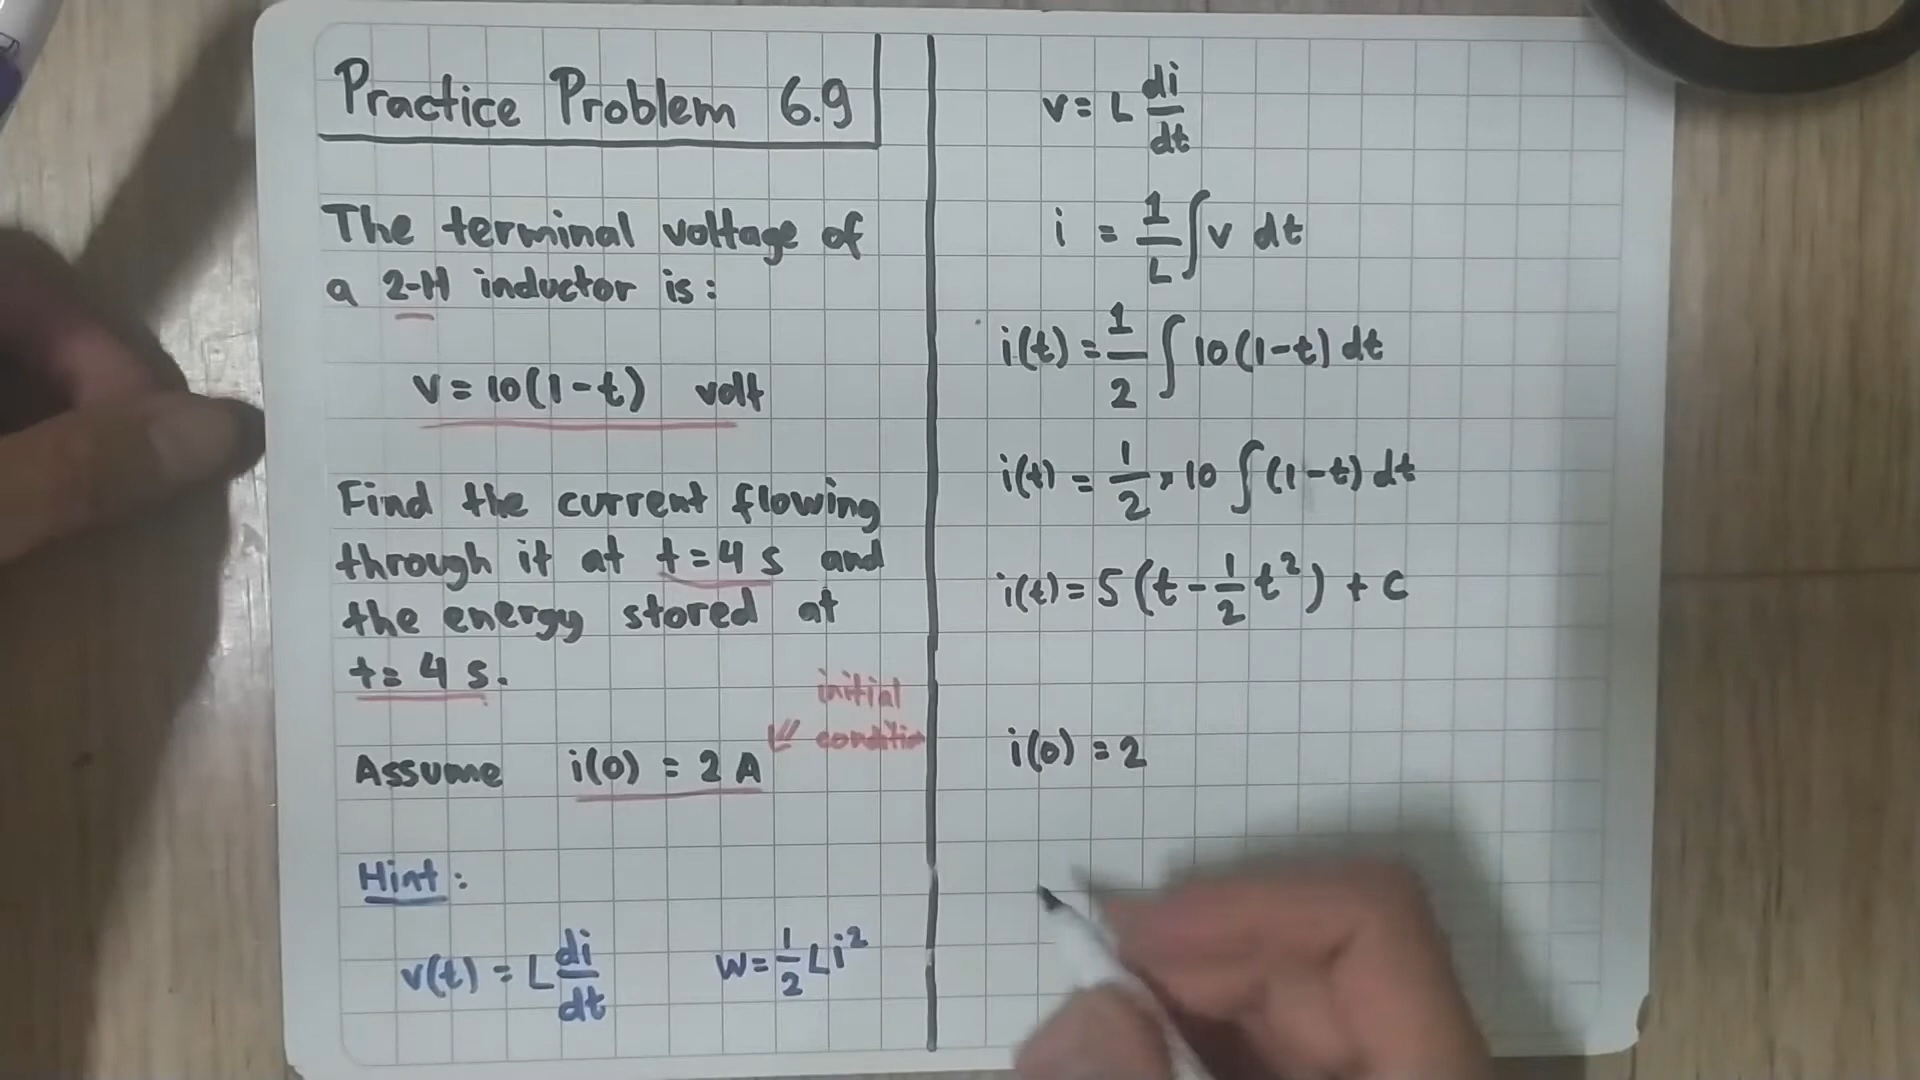 Practice Problem 6.9
The terminal voltage of
a 2-H inductor is:
v = 10(1-t) volt
Find the current flowing
through it at t=4 s and
the energy stored at
t= 4 s.
initial
condition
Assume i(0) = 2 A
Hint:
v(t) = L di/dt W = 1/2 Li²
v = L di/dt
i = 1/L ∫ v dt
i(t) = 1/2 ∫ 10(1-t) dt
i(t) = 1/2 × 10 ∫ (1-t) dt
i(t) = 5 (t - 1/2 t²) + c
i(0) = 2